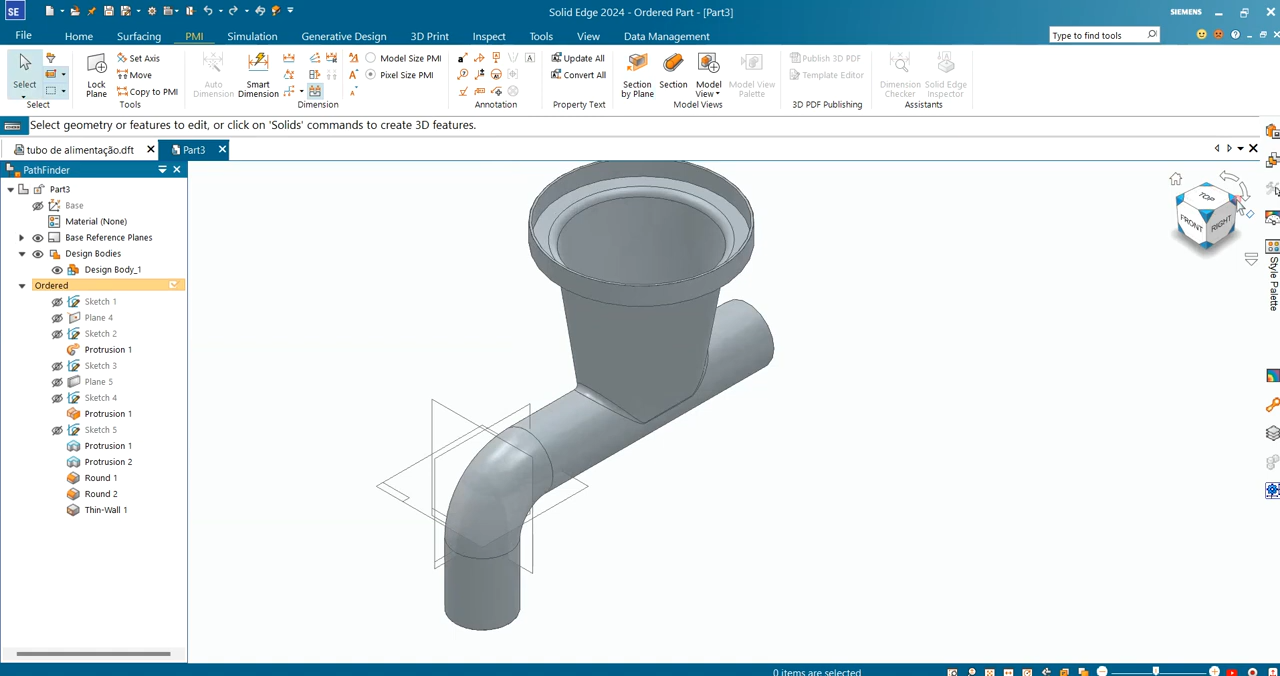 SE
Solid Edge 2024 - Ordered Part - [Part3]
SIEMENS
File Home Surfacing PMI Simulation Generative Design 3D Print Inspect Tools View Data Management
Type to find tools
Select
Select
Lock Plane
Set Axis
Move
Copy to PMI
Tools
Auto Dimension
Smart Dimension
Model Size PMI
Pixel Size PMI
Dimension
Annotation
Update All
Convert All
Property Text
Section by Plane
Section
Model View
Model View Palette
Model Views
Publish 3D PDF
Template Editor
3D PDF Publishing
Dimension Checker
Solid Edge Inspector
Assistants
Select geometry or features to edit, or click on 'Solids' commands to create 3D features.
tubo de alimentação.dft
Part3
PathFinder
Part3
Base
Material (None)
Base Reference Planes
Design Bodies
Design Body_1
Ordered
Sketch 1
Plane 4
Sketch 2
Protrusion 1
Sketch 3
Plane 5
Sketch 4
Protrusion 1
Sketch 5
Protrusion 1
Protrusion 2
Round 1
Round 2
Thin-Wall 1
TOP
FRONT
RIGHT
Style Palette
0 items are selected